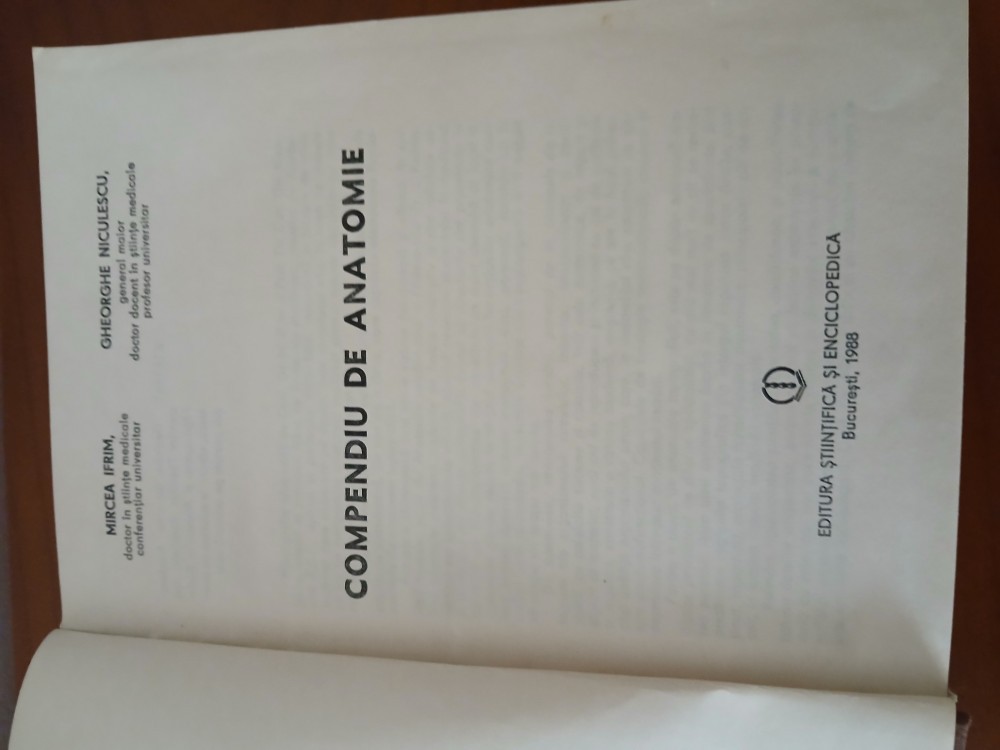 MIRCEA IFRIM,
doctor în științe medicale
conferențiar universitar
GHEORGHE NICULESCU,
general maior
doctor docent în științe medicale
profesor universitar
COMPENDIU DE ANATOMIE
EDITURA ȘTIINȚIFICĂ ȘI ENCICLOPEDICĂ
București, 1988